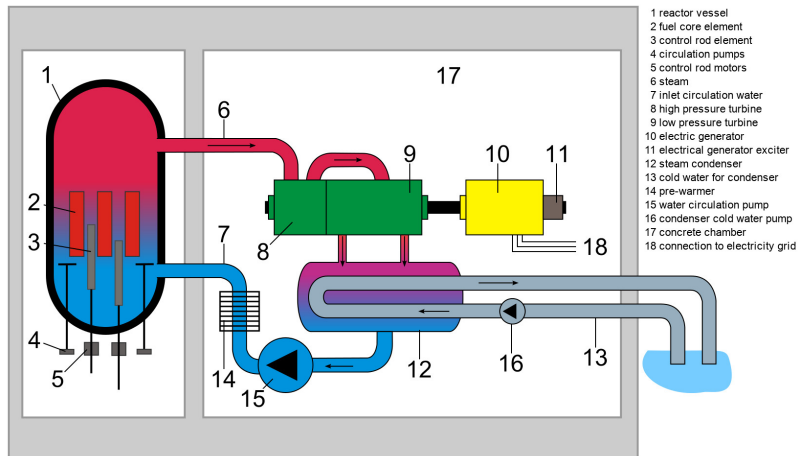 1 reactor vessel
2 fuel core element
3 control rod element
4 circulation pumps
5 control rod motors
6 steam
7 inlet circulation water
8 high pressure turbine
9 low pressure turbine
10 electric generator
11 electrical generator exciter
12 steam condenser
13 cold water for condenser
14 pre-warmer
15 water circulation pump
16 condenser cold water pump
17 concrete chamber
18 connection to electricity grid
1
17
6
9
10
11
2
3
7
8
18
4
5
14
15
12
16
13